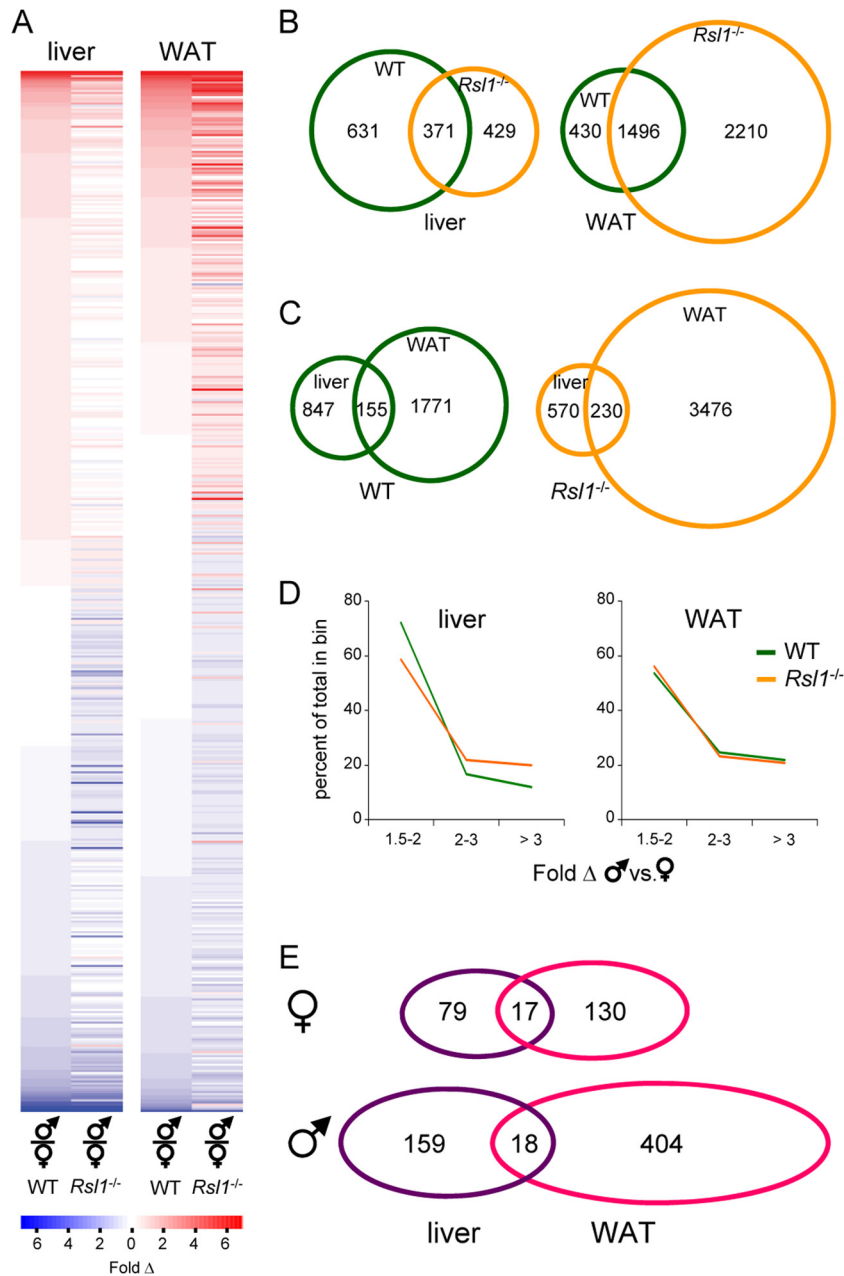 A
liver WAT
♂/♀ ♂/♀ ♂/♀ ♂/♀
WT Rsl1-/- WT Rsl1-/-
6 4 2 0 2 4 6
Fold Δ
B
WT Rsl1-/-
631 371 429
liver
Rsl1-/-
WT
430 1496 2210
WAT
C
liver WAT
847 155 1771
WT
WAT
liver
570 230 3476
Rsl1-/-
D
liver WAT
percent of total in bin
80
60
40
20
0
1.5-2 2-3 > 3
80
60
40
20
0
1.5-2 2-3 > 3
WT
Rsl1-/-
Fold Δ ♂ vs.♀
E
♀ 79 17 130
♂ 159 18 404
liver WAT